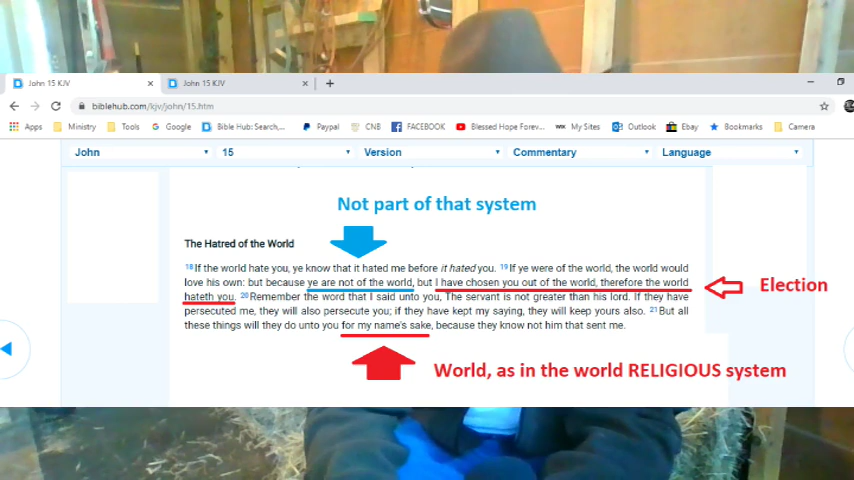 John 15 KJV
John 15 KJV
biblehub.com/kjv/john/15.htm
Apps Ministry Tools Google Bible Hub: Search,... Paypal CNB FACEBOOK Blessed Hope Forev... WIX My Sites Outlook Ebay Bookmarks Camera
John 15 Version Commentary Language
Not part of that system
The Hatred of the World
18If the world hate you, ye know that it hated me before it hated you. 19If ye were of the world, the world would
love his own: but because ye are not of the world, but I have chosen you out of the world, therefore the world
hateth you. 20Remember the word that I said unto you, The servant is not greater than his lord. If they have
persecuted me, they will also persecute you; if they have kept my saying, they will keep yours also. 21But all
these things will they do unto you for my name's sake, because they know not him that sent me.
Election
World, as in the world RELIGIOUS system